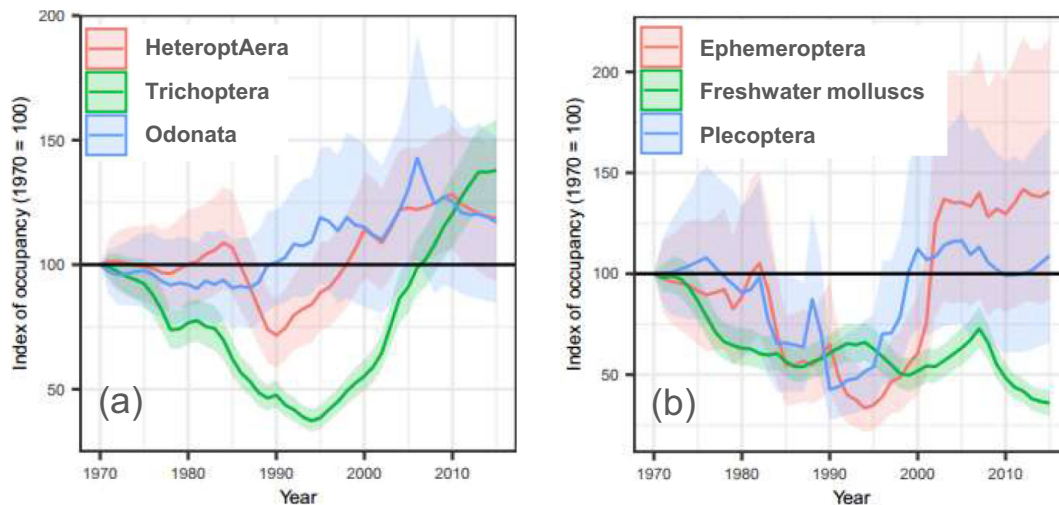 200
150
100
50
Index of occupancy (1970 = 100)
HeteroptAera
Trichoptera
Odonata
(a)
1970 1980 1990 2000 2010
Year
200
150
100
50
Index of occupancy (1970 = 100)
Ephemeroptera
Freshwater molluscs
Plecoptera
(b)
1970 1980 1990 2000 2010
Year